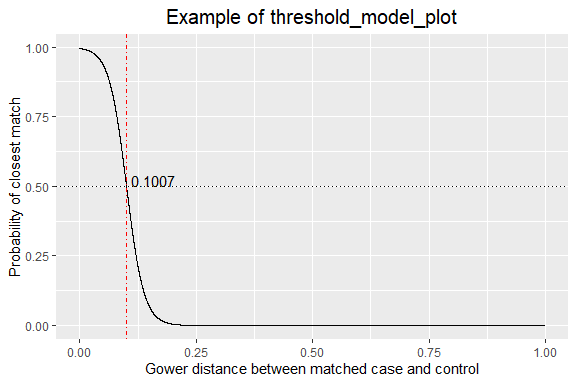 Example of threshold_model_plot
Probability of closest match
1.00
0.75
0.50
0.25
0.00
0.1007
0.00 0.25 0.50 0.75 1.00
Gower distance between matched case and control